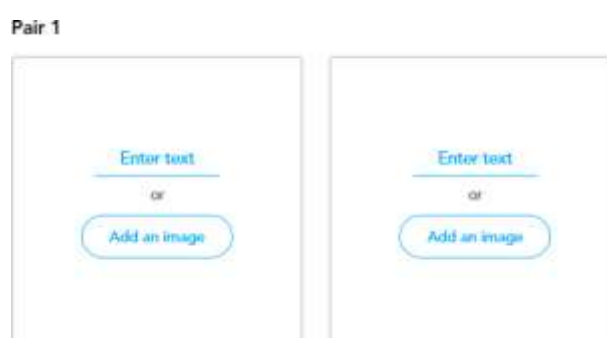 Pair 1
Enter text
or
Add an image
Enter text
or
Add an image